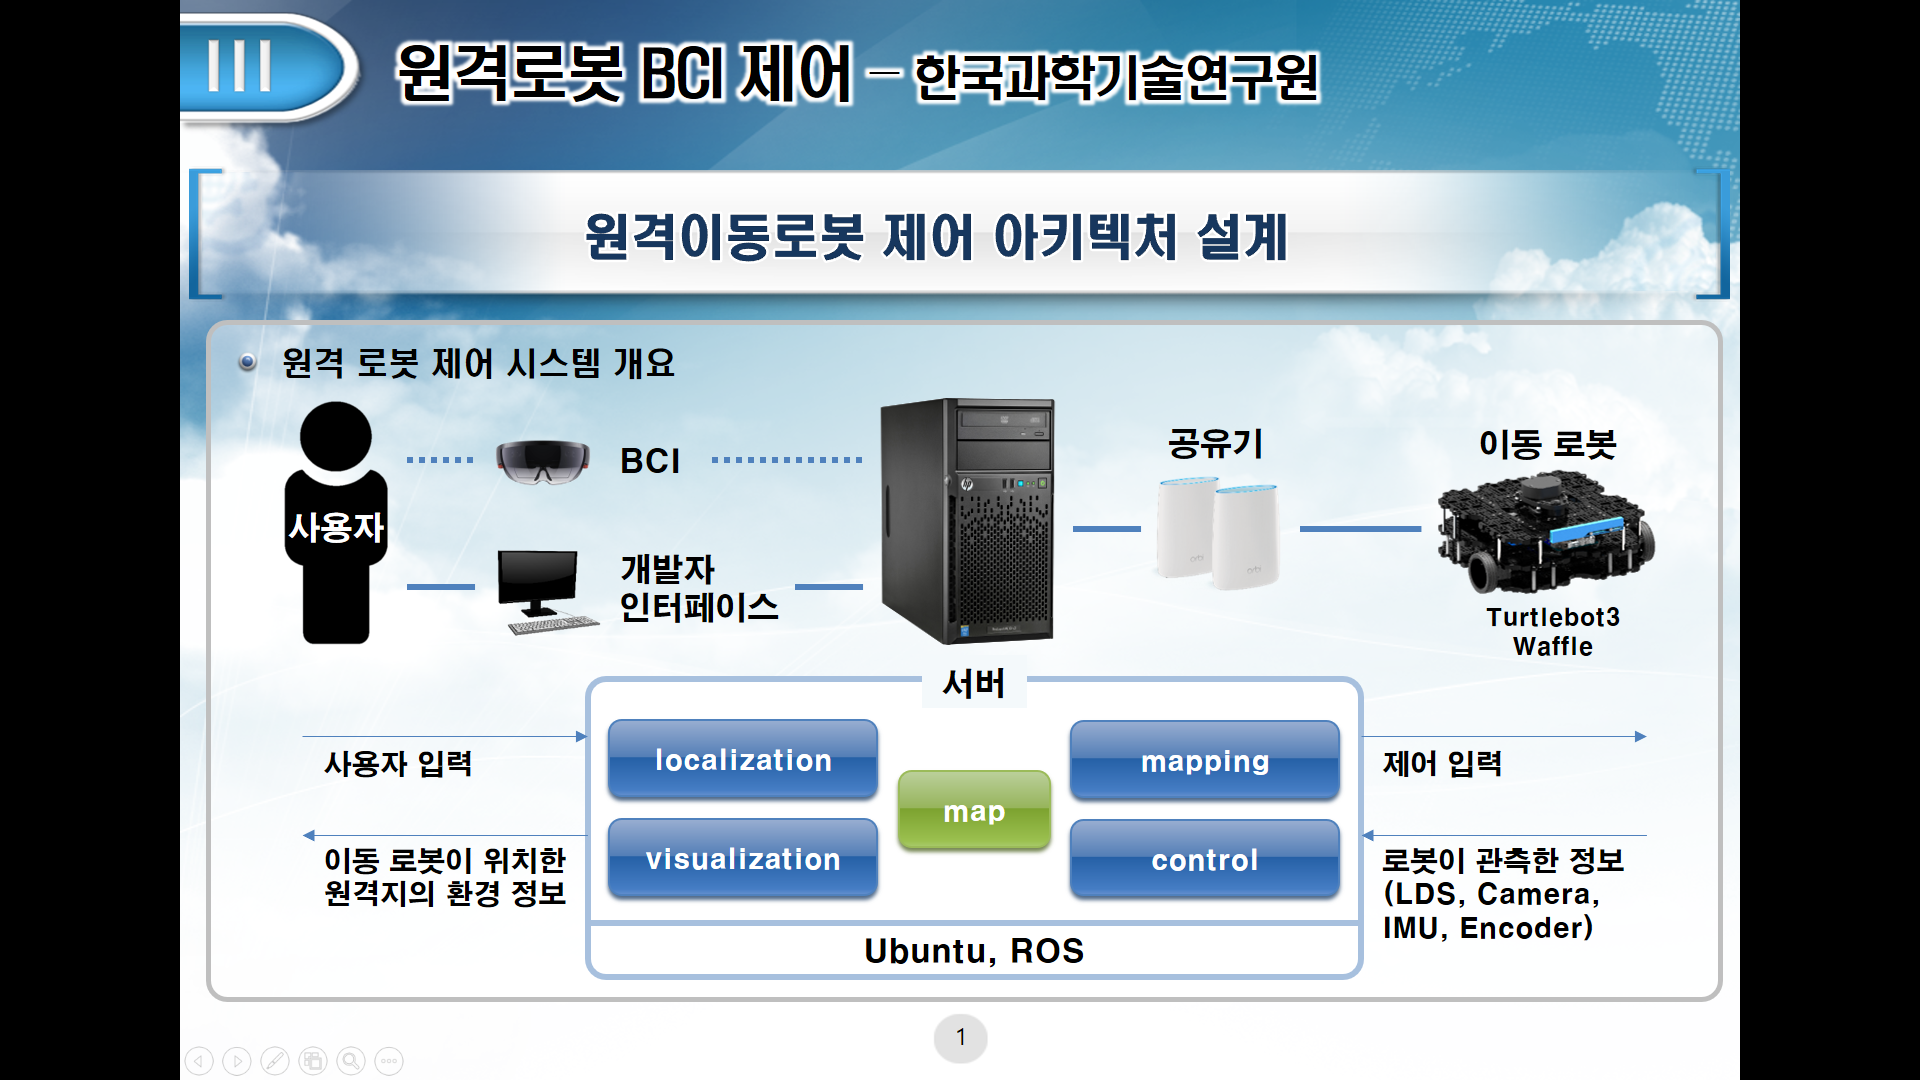 III
원격로봇 BCI 제어 – 한국과학기술연구원
원격이동로봇 제어 아키텍처 설계
원격 로봇 제어 시스템 개요
사용자
BCI
개발자
인터페이스
hp
공유기
orbi
orbi
이동 로봇
Turtlebot3
Waffle
서버
localization
mapping
map
visualization
control
Ubuntu, ROS
사용자 입력
이동 로봇이 위치한
원격지의 환경 정보
제어 입력
로봇이 관측한 정보
(LDS, Camera,
IMU, Encoder)
1